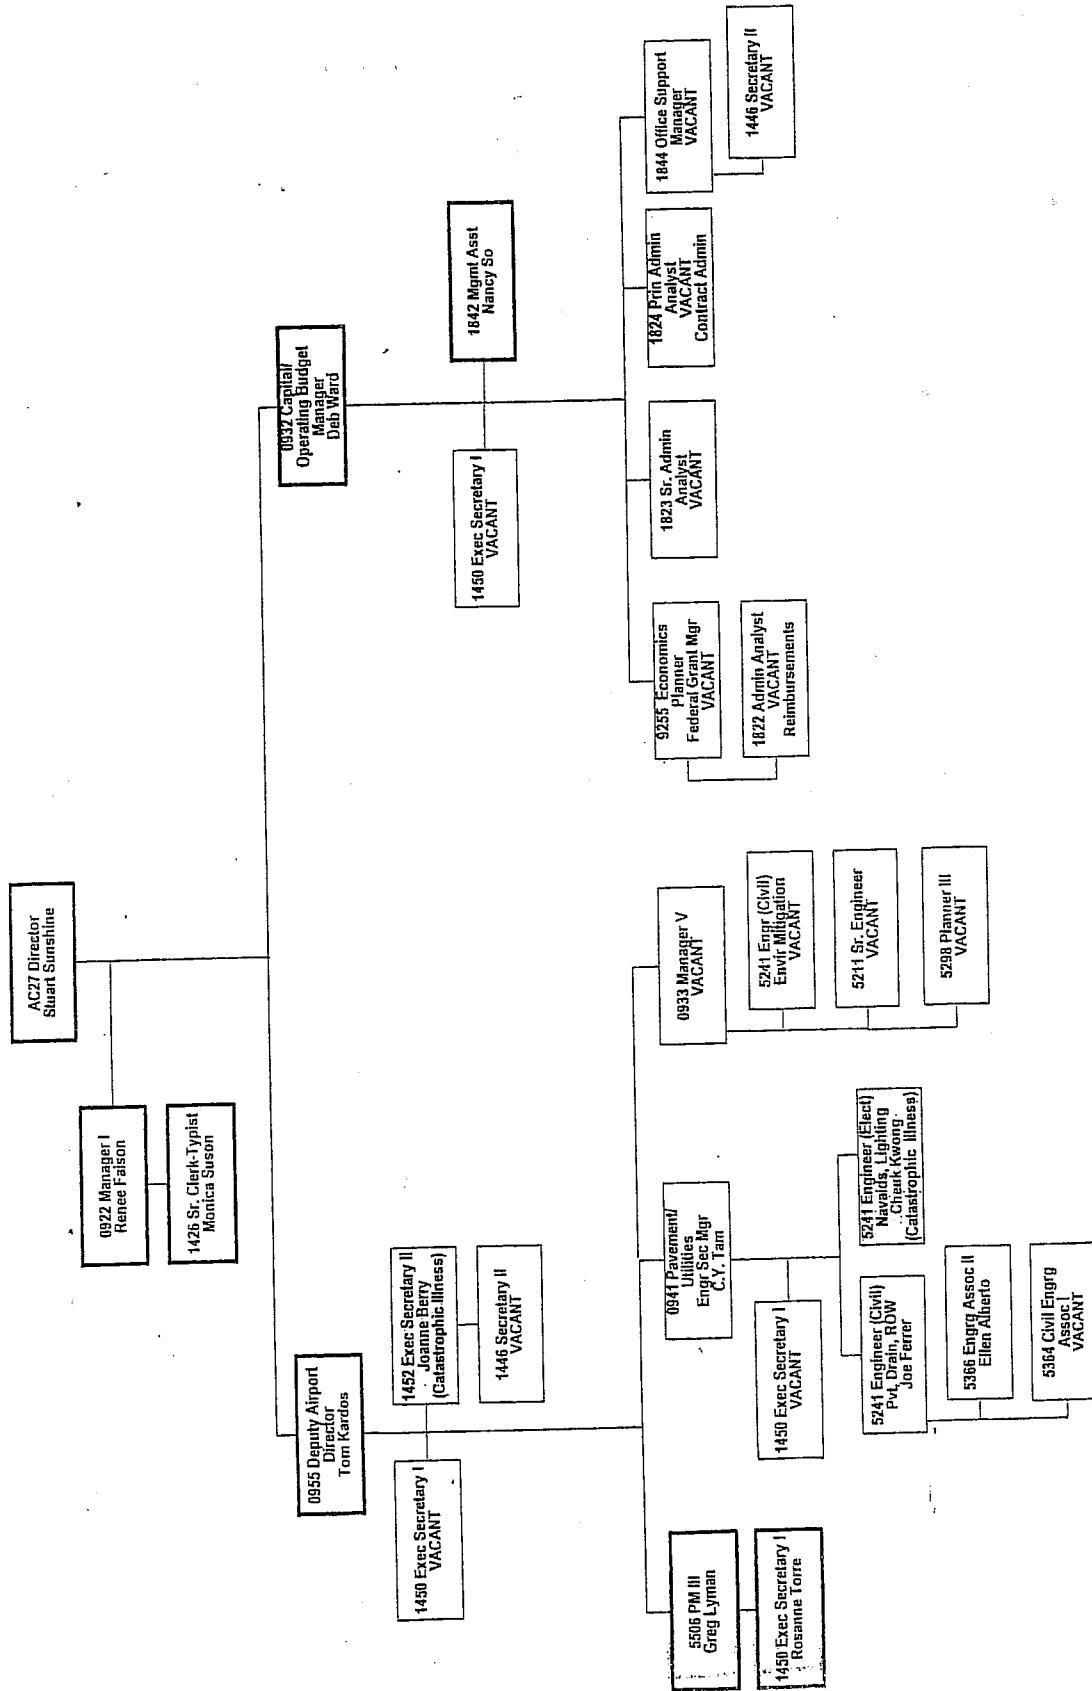 AC27 Director
Stuart Sunshine
0922 Manager I
Renee Faison
1426 Sr. Clerk-Typist
Monica Suson
0955 Deputy Airport
Director
Tom Kardos
1450 Exec Secretary I
VACANT
1452 Exec Secretary II
Joanne Berry
(Catastrophic Illness)
1446 Secretary II
VACANT
5506 PM III
Greg Lyman
1450 Exec Secretary I
Rosanne Torre
0941 Pavement/
Utilities
Engr Sec Mgr
C.Y. Tam
1450 Exec Secretary I
VACANT
5241 Engineer (Civil)
Pvt, Drain, ROW
Joe Ferrer
5366 Engrg Assoc II
Ellen Alberto
5364 Civil Engrg
Assoc I
VACANT
5241 Engineer (Elect)
Navaids, Lighting
Cheuk Kwong
(Catastrophic Illness)
0933 Manager V
VACANT
5241 Engr (Civil)
Envir Mitigation
VACANT
5211 Sr. Engineer
VACANT
5298 Planner III
VACANT
0932 Capital/
Operating Budget
Manager
Deb Ward
1450 Exec Secretary I
VACANT
1842 Mgmt Asst
Nancy So
9255 Economics
Planner
Federal Grant Mgr
VACANT
1822 Admin Analyst
VACANT
Reimbursements
1823 Sr. Admin
Analyst
VACANT
1824 Prin Admin
Analyst
VACANT
Contract Admin
1844 Office Support
Manager
VACANT
1446 Secretary II
VACANT